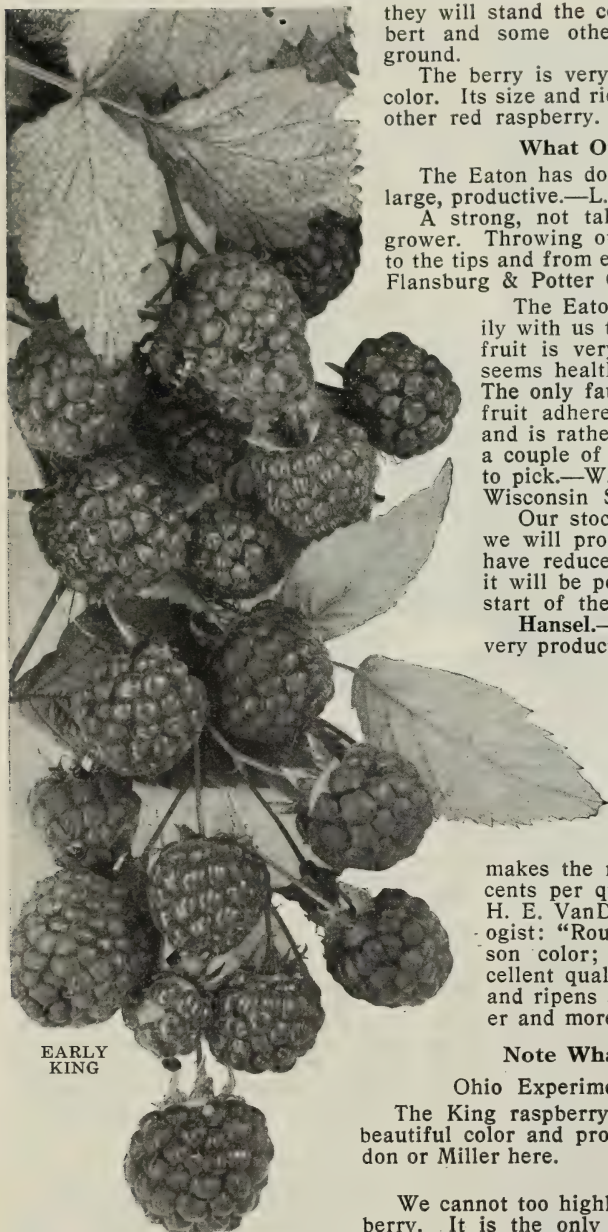 they will stand the
bert and some othe
ground.
The berry is very
color. Its size and
other red raspberry.
What O
The Eaton has do
large, productive.—L.
A strong, not tal
grower. Throwing
to the tips and from e
Flansburg & Potter
The Eato
ily with us t
fruit is very
seems healt
The only
fruit adhere
and is rathe
a couple of
to pick.—W.
Wisconsin S
Our stoc
we will pro
have reduce
it will be
start of the
Hansel.—
very produc
makes the
cents per
H. E. VanD
ogist: “Rou
son color;
cellent qual
and ripens
er and more
EARLY
KING
Note Wha
Ohio Experime
The King raspberry
beautiful color and pro
don or Miller here.
We cannot too highl
berry. It is the only